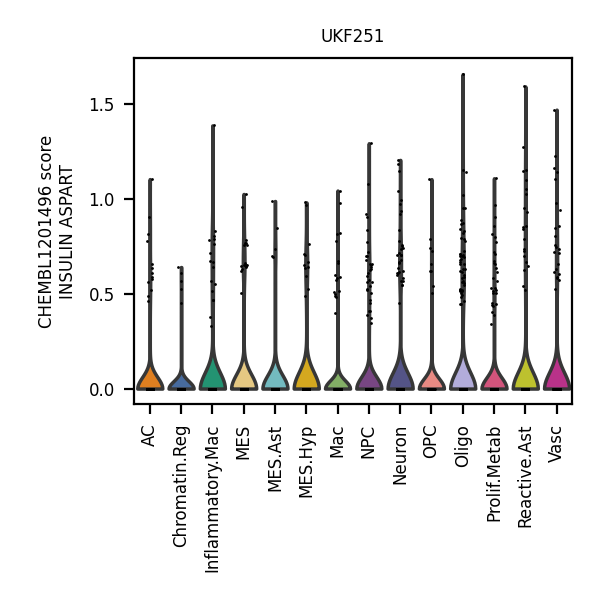 UKF251
CHEMBL1201496 score
INSULIN ASPART
1.5
1.0
0.5
0.0
AC
Chromatin.Reg
Inflammatory.Mac
MES
MES.Ast
MES.Hyp
Mac
NPC
Neuron
OPC
Oligo
Prolif.Metab
Reactive.Ast
Vasc